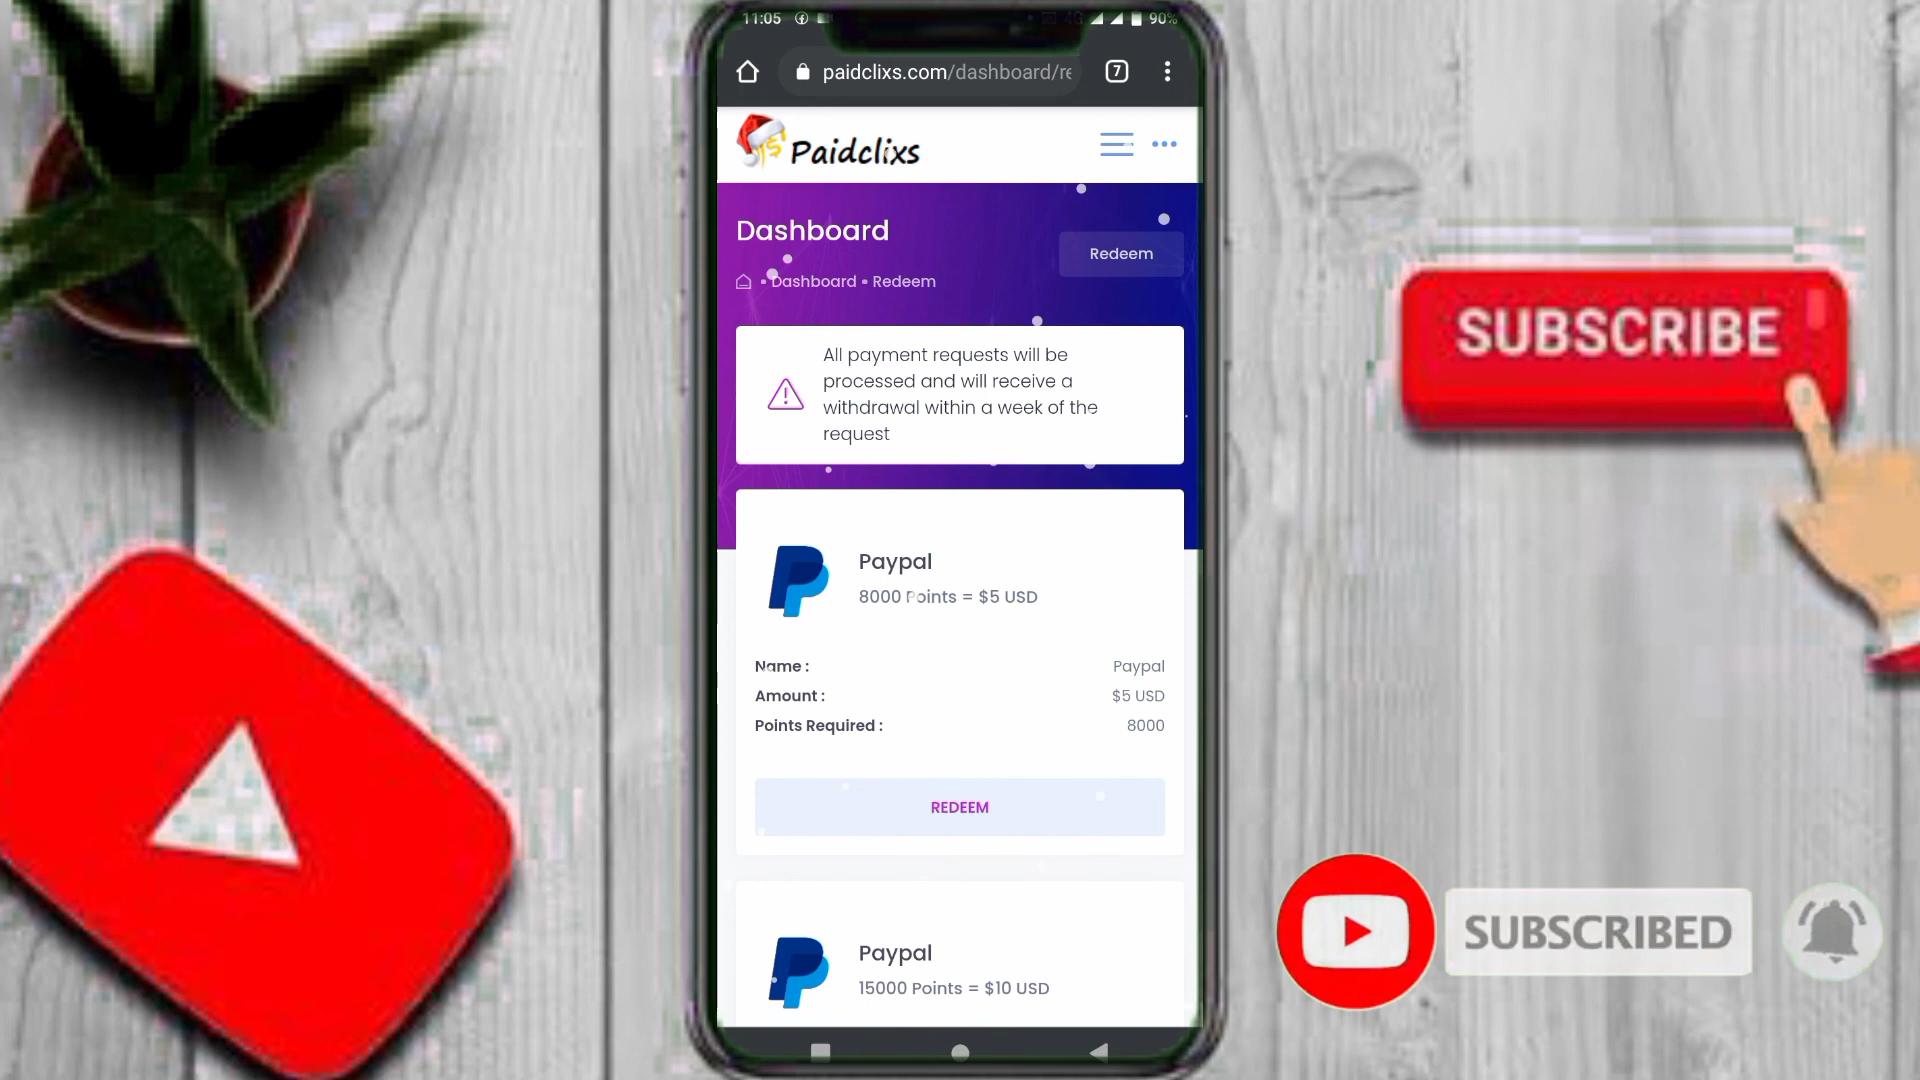 11:05 90%
paidclixs.com/dashboard/re 7
Paidclixs
Dashboard
Redeem
Dashboard • Redeem
All payment requests will be
processed and will receive a
withdrawal within a week of the
request
Paypal
8000 Points = $5 USD
Name : Paypal
Amount : $5 USD
Points Required : 8000
REDEEM
Paypal
15000 Points = $10 USD
SUBSCRIBE
SUBSCRIBED